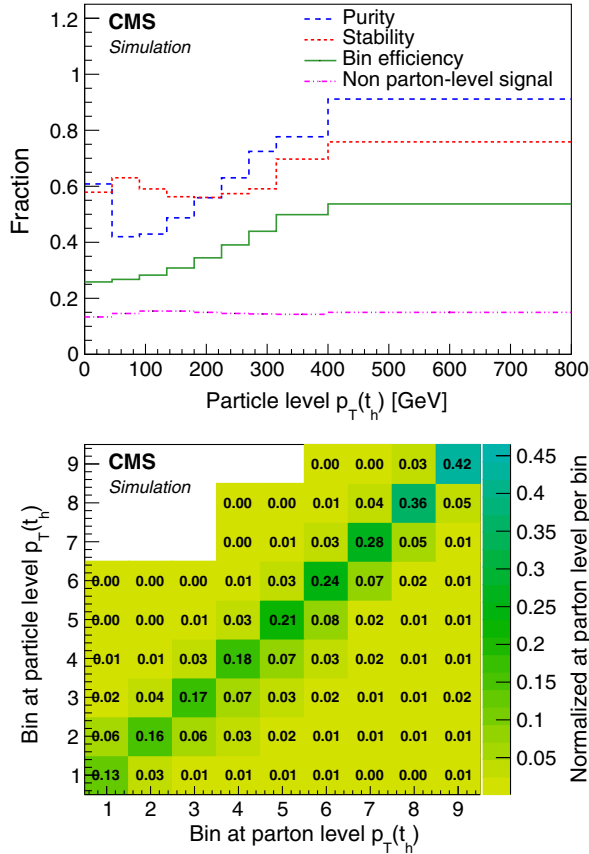 CMS
Simulation
Purity
Stability
Bin efficiency
Non parton-level signal
Fraction
1.2
1
0.8
0.6
0.4
0.2
0
0 100 200 300 400 500 600 700 800
Particle level p_T(t_h) [GeV]
CMS
Simulation
Bin at particle level p_T(t_h)
9 0.00 0.00 0.03 0.42
8 0.00 0.00 0.01 0.04 0.36 0.05
7 0.00 0.01 0.03 0.28 0.05 0.01
6 0.00 0.00 0.00 0.01 0.03 0.24 0.07 0.02 0.01
5 0.00 0.00 0.01 0.03 0.21 0.08 0.02 0.01 0.01
4 0.01 0.01 0.03 0.18 0.07 0.03 0.02 0.01 0.01
3 0.02 0.04 0.17 0.07 0.03 0.02 0.01 0.01 0.02
2 0.06 0.16 0.06 0.03 0.02 0.01 0.01 0.01 0.01
1 0.13 0.03 0.01 0.01 0.01 0.01 0.00 0.00 0.01
1 2 3 4 5 6 7 8 9
Bin at parton level p_T(t_h)
0.45
0.4
0.35
0.3
0.25
0.2
0.15
0.1
0.05
Normalized at parton level per bin